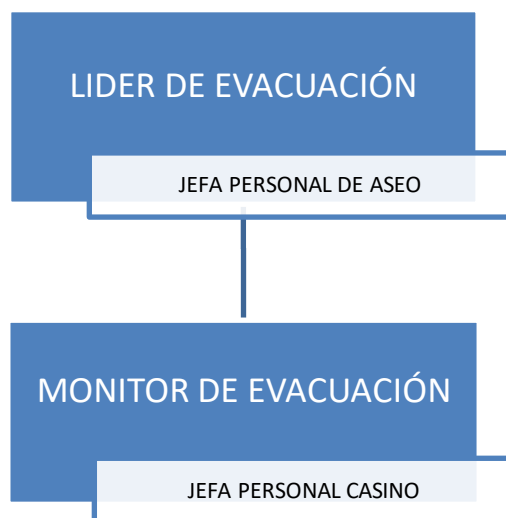 LIDER DE EVACUACIÓN
JEFA PERSONAL DE ASEO
MONITOR DE EVACUACIÓN
JEFA PERSONAL CASINO